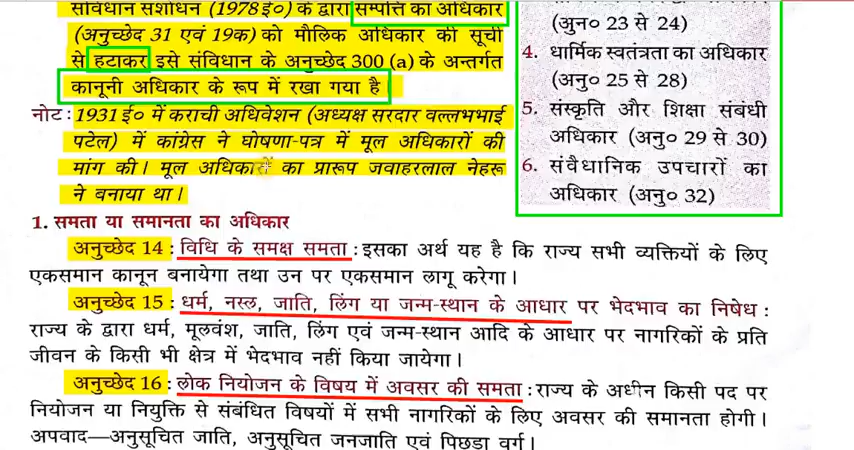 संविधान संशोधन (1978 ई०) के द्वारा सम्पत्ति का अधिकार
(अनुच्छेद 31 एवं 19क) को मौलिक अधिकार की सूची
से हटाकर इसे संविधान के अनुच्छेद 300 (a) के अन्तर्गत
कानूनी अधिकार के रूप में रखा गया है
नोट : 1931 ई० में कराची अधिवेशन (अध्यक्ष सरदार वल्लभभाई
पटेल) में कांग्रेस ने घोषणा-पत्र में मूल अधिकारों की
मांग की। मूल अधिकारों का प्रारूप जवाहरलाल नेहरू
ने बनाया था।
(अुन० 23 से 24)
4. धार्मिक स्वतंत्रता का अधिकार
(अनु० 25 से 28)
5. संस्कृति और शिक्षा संबंधी
अधिकार (अनु० 29 से 30)
6. संवैधानिक उपचारों का
अधिकार (अनु० 32)
1. समता या समानता का अधिकार
अनुच्छेद 14 : विधि के समक्ष समता : इसका अर्थ यह है कि राज्य सभी व्यक्तियों के लिए
एकसमान कानून बनायेगा तथा उन पर एकसमान लागू करेगा।
अनुच्छेद 15 : धर्म, नस्ल, जाति, लिंग या जन्म-स्थान के आधार पर भेदभाव का निषेध :
राज्य के द्वारा धर्म, मूलवंश, जाति, लिंग एवं जन्म-स्थान आदि के आधार पर नागरिकों के प्रति
जीवन के किसी भी क्षेत्र में भेदभाव नहीं किया जायेगा।
अनुच्छेद 16 : लोक नियोजन के विषय में अवसर की समता : राज्य के अधीन किसी पद पर
नियोजन या नियुक्ति से संबंधित विषयों में सभी नागरिकों के लिए अवसर की समानता होगी।
अपवाद—अनुसूचित जाति, अनुसूचित जनजाति एवं पिछड़ा वर्ग।